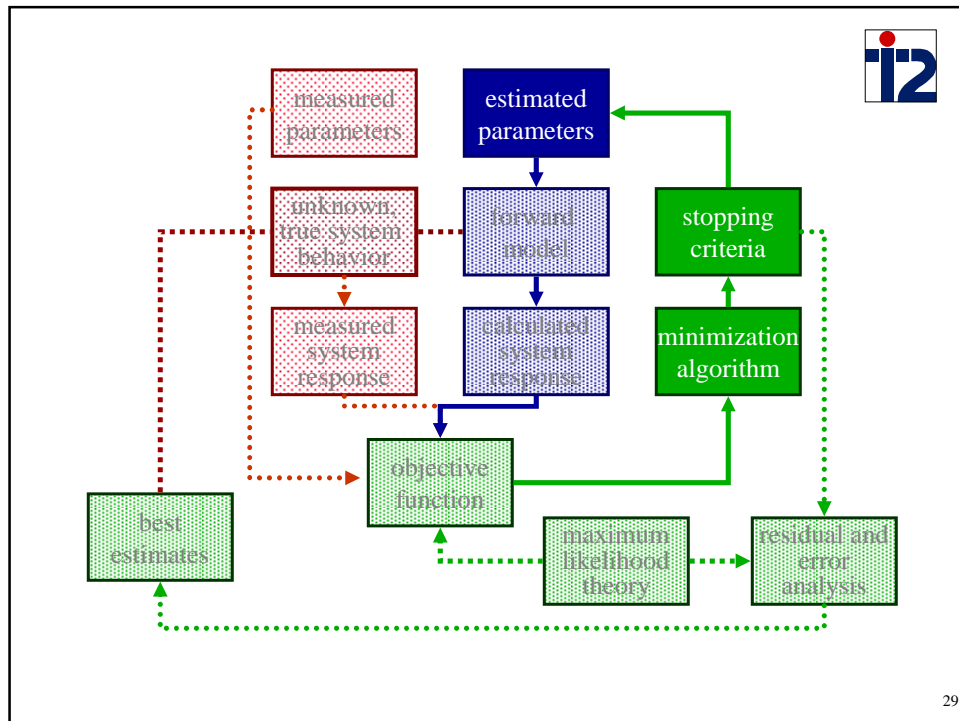 iT2
measured
parameters
estimated
parameters
unknown,
true system
behavior
forward
model
stopping
criteria
measured
system
response
calculated
system
response
minimization
algorithm
objective
function
best
estimates
maximum
likelihood
theory
residual and
error
analysis
29